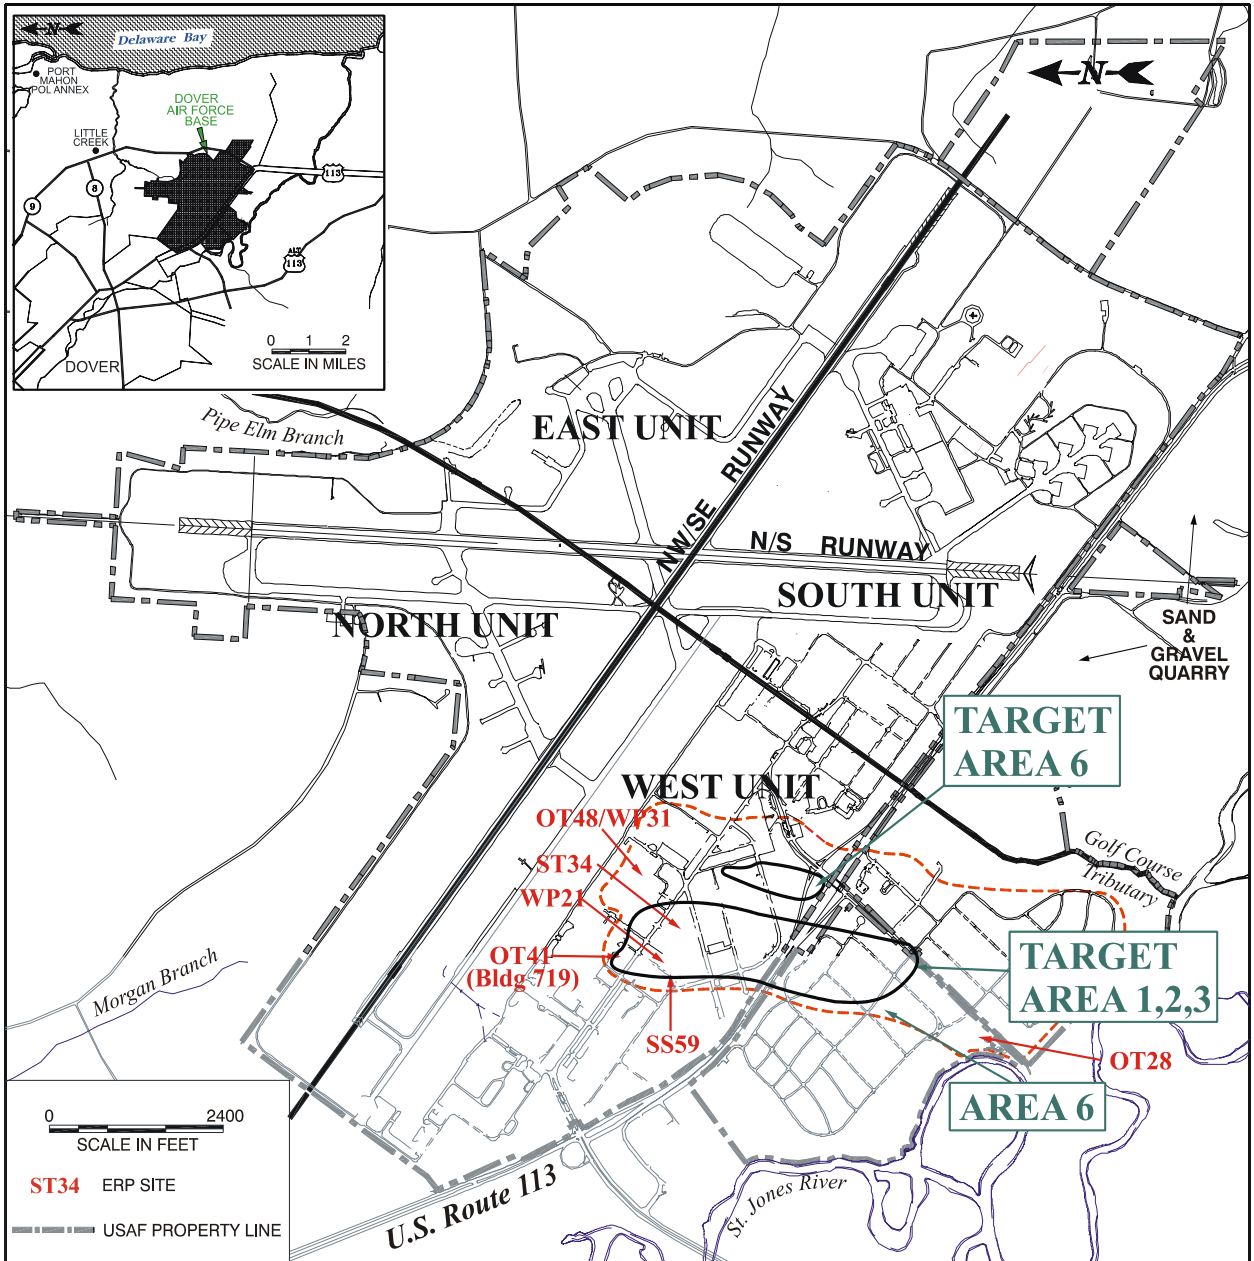 N
Delaware Bay
PORT
MAHON
POL ANNEX
DOVER
AIR FORCE
BASE
LITTLE
CREEK
8
9
113
ALT
113
0 1 2
SCALE IN MILES
DOVER
N
Pipe Elm Branch
EAST UNIT
NW/SE RUNWAY
N/S RUNWAY
SOUTH UNIT
NORTH UNIT
SAND
&
GRAVEL
QUARRY
TARGET
AREA 6
WEST UNIT
OT48/WP31
ST34
WP21
OT41
(Bldg 719)
SS59
Golf Course
Tributary
TARGET
AREA 1,2,3
OT28
AREA 6
Morgan Branch
St. Jones River
U.S. Route 113
0 2400
SCALE IN FEET
ST34 ERP SITE
USAF PROPERTY LINE